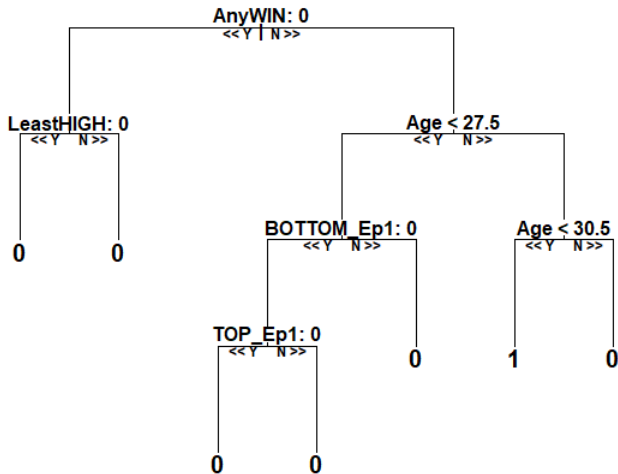 AnyWIN: 0
<< Y | N >>
LeastHIGH: 0
<< Y N >>
Age < 27.5
<< Y N >>
0 0
BOTTOM_Ep1: 0
<< Y N >>
Age < 30.5
<< Y N >>
TOP_Ep1: 0
<< Y N >>
0 1 0
0 0